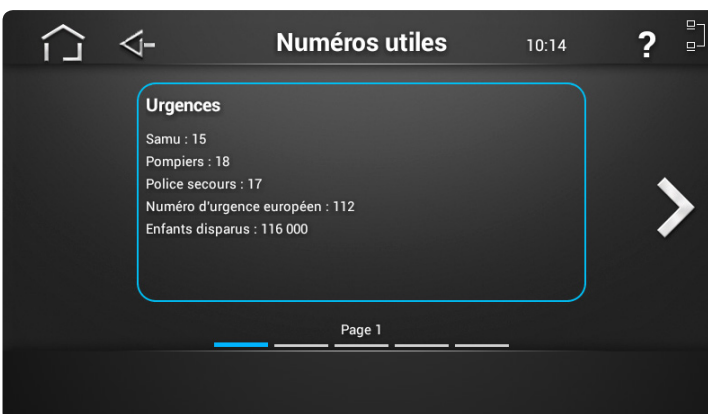 Numéros utiles 10:14 ?
Urgences
Samu : 15
Pompiers : 18
Police secours : 17
Numéro d'urgence européen : 112
Enfants disparus : 116 000
Page 1